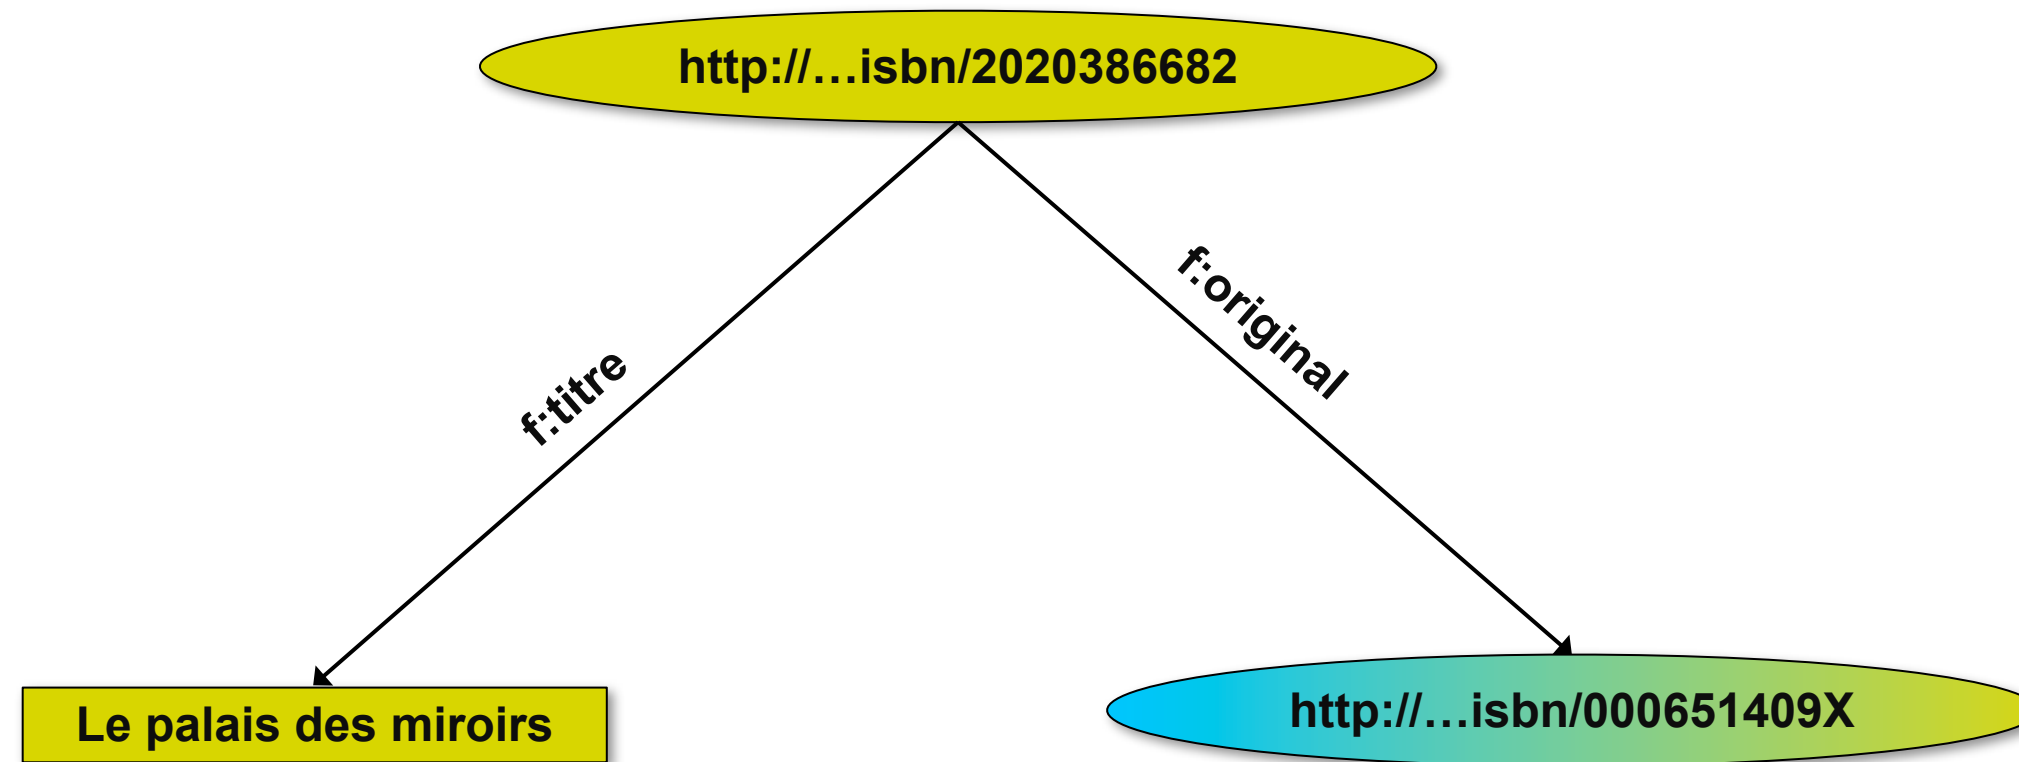 http://…isbn/2020386682
f:original
f:titre
Le palais des miroirs
http://…isbn/000651409X